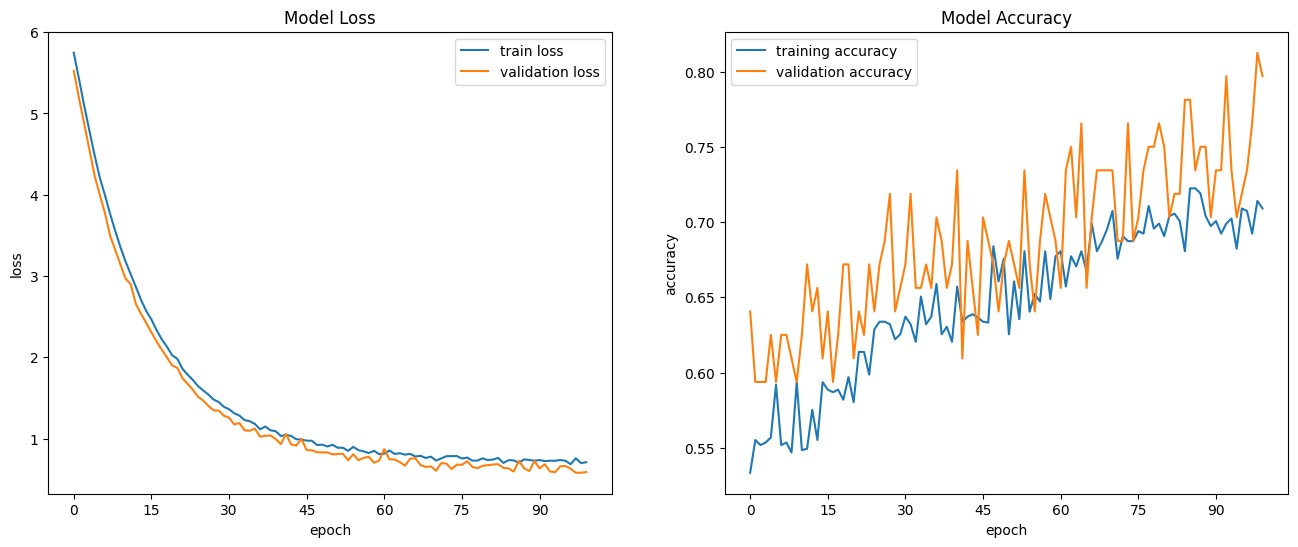 Model Loss
6
5
4
3
2
1
loss
0 15 30 45 60 75 90
epoch
train loss
validation loss
Model Accuracy
0.80
0.75
0.70
0.65
0.60
0.55
accuracy
0 15 30 45 60 75 90
epoch
training accuracy
validation accuracy